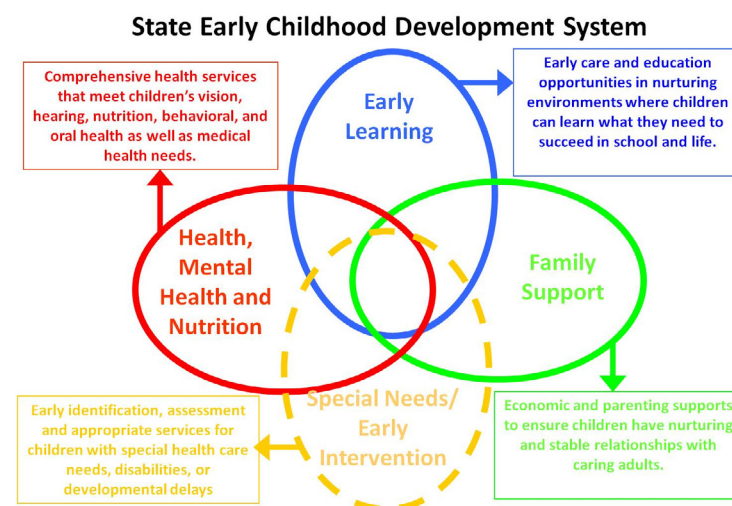 State Early Childhood Development System
Comprehensive health services
that meet children's vision,
hearing, nutrition, behavioral, and
oral health as well as medical
health needs.
Early
Learning
Early care and education
opportunities in nurturing
environments where children
can learn what they need to
succeed in school and life.
Health,
Mental
Health and
Nutrition
Family
Support
Special Needs/
Early
Intervention
Early identification, assessment
and appropriate services for
children with special health care
needs, disabilities, or
developmental delays
Economic and parenting supports
to ensure children have nurturing
and stable relationships with
caring adults.